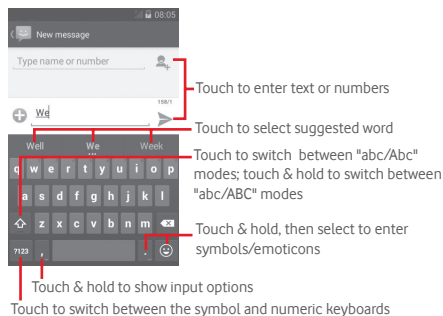 08:05
New message
Type name or number
Touch to enter text or numbers
158/1
We
Touch to select suggested word
Well We Week
Touch to switch between "abc/Abc"
modes; touch & hold to switch between
"abc/ABC" modes
q w e r t y u i o p
a s d f g h j k l
z x c v b n m
Touch & hold, then select to enter
symbols/emoticons
?123 , .
Touch & hold to show input options
Touch to switch between the symbol and numeric keyboards